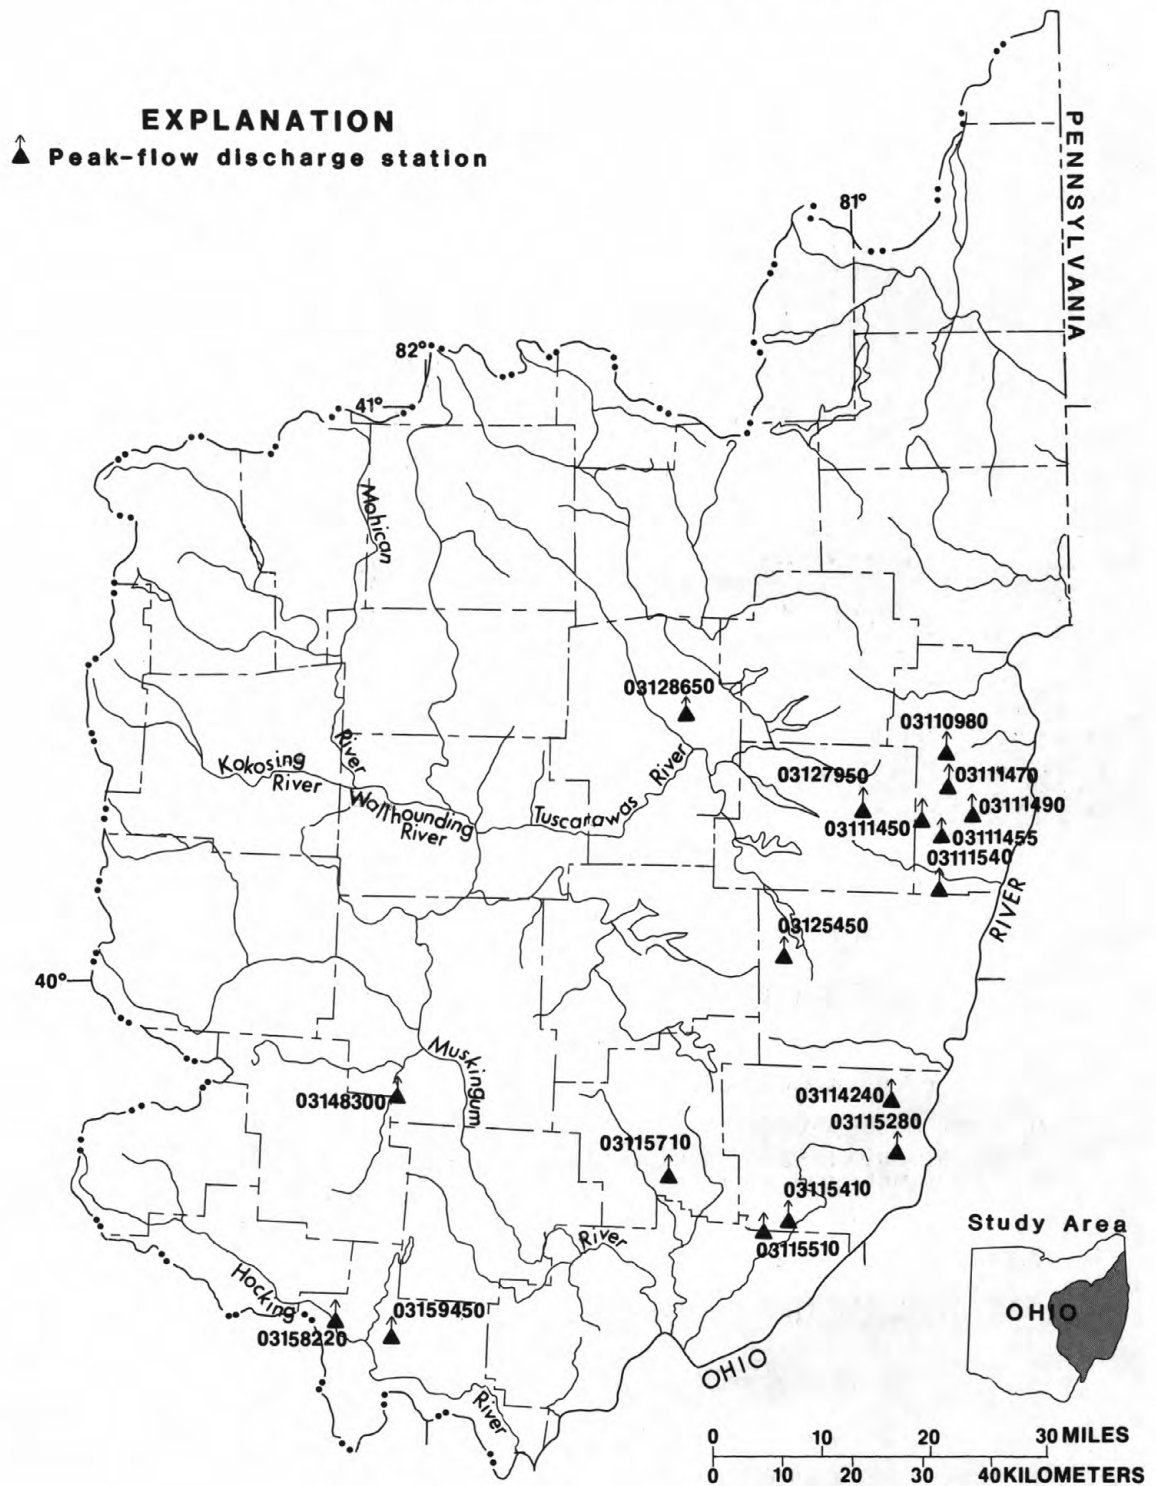 EXPLANATION
Peak-flow discharge station
PENNSYLVANIA
81°
82°
41°
Mohican
03128650
03110980
River
River
Kokosing
River
03127950
03111470
03111490
Walhounding
River
Tuscarawas
03111450
03111455
03111540
RIVER
03125450
40°
Muskingum
03148300
03114240
03115280
03115710
03115410
Study Area
River
03115510
Hocking
03159450
OHIO
03158220
OHIO
River
0 10 20 30 MILES
0 10 20 30 40 KILOMETERS